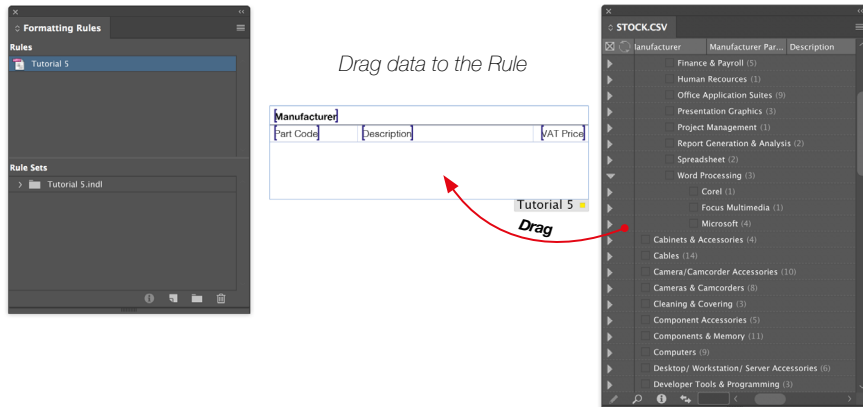 Formatting Rules
Rules
Tutorial 5
Rule Sets
Tutorial 5.indl
Drag data to the Rule
Manufacturer
Part Code Description VAT Price
Tutorial 5
Drag
STOCK.CSV
Manufacturer Manufacturer Par... Description
Finance & Payroll (5)
Human Recources (1)
Office Application Suites (9)
Presentation Graphics (3)
Project Management (1)
Report Generation & Analysis (2)
Spreadsheet (2)
Word Processing (3)
Corel (1)
Focus Multimedia (1)
Microsoft (4)
Cabinets & Accessories (4)
Cables (14)
Camera/Camcorder Accessories (10)
Cameras & Camcorders (8)
Cleaning & Covering (3)
Component Accessories (5)
Components & Memory (11)
Computers (9)
Desktop/ Workstation/ Server Accessories (6)
Developer Tools & Programming (3)